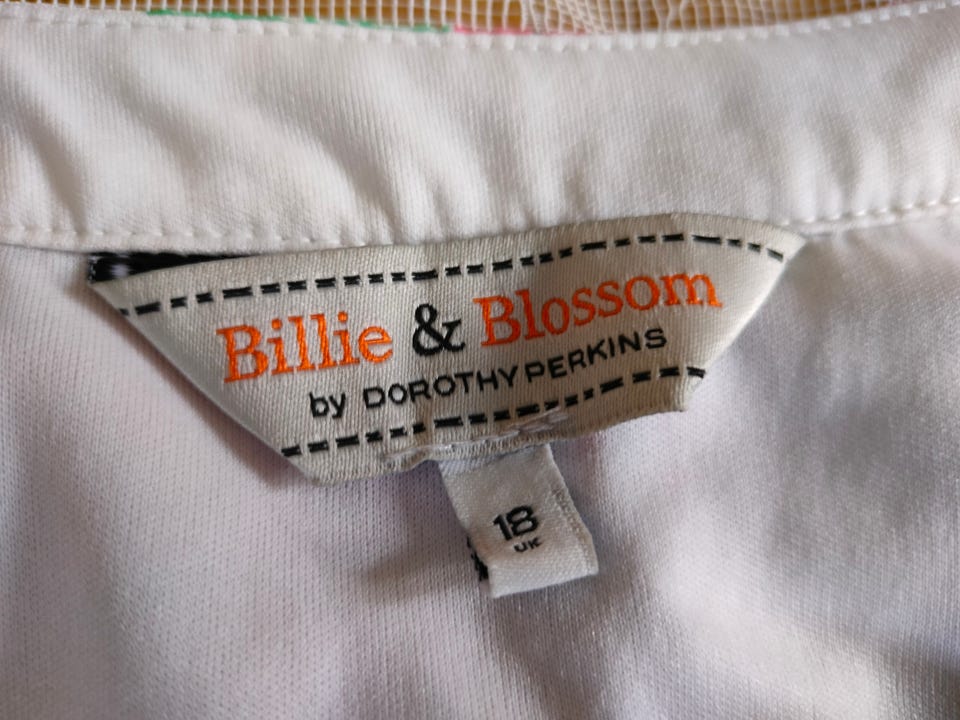 Billie & Blossom
by DOROTHY PERKINS
18
UK